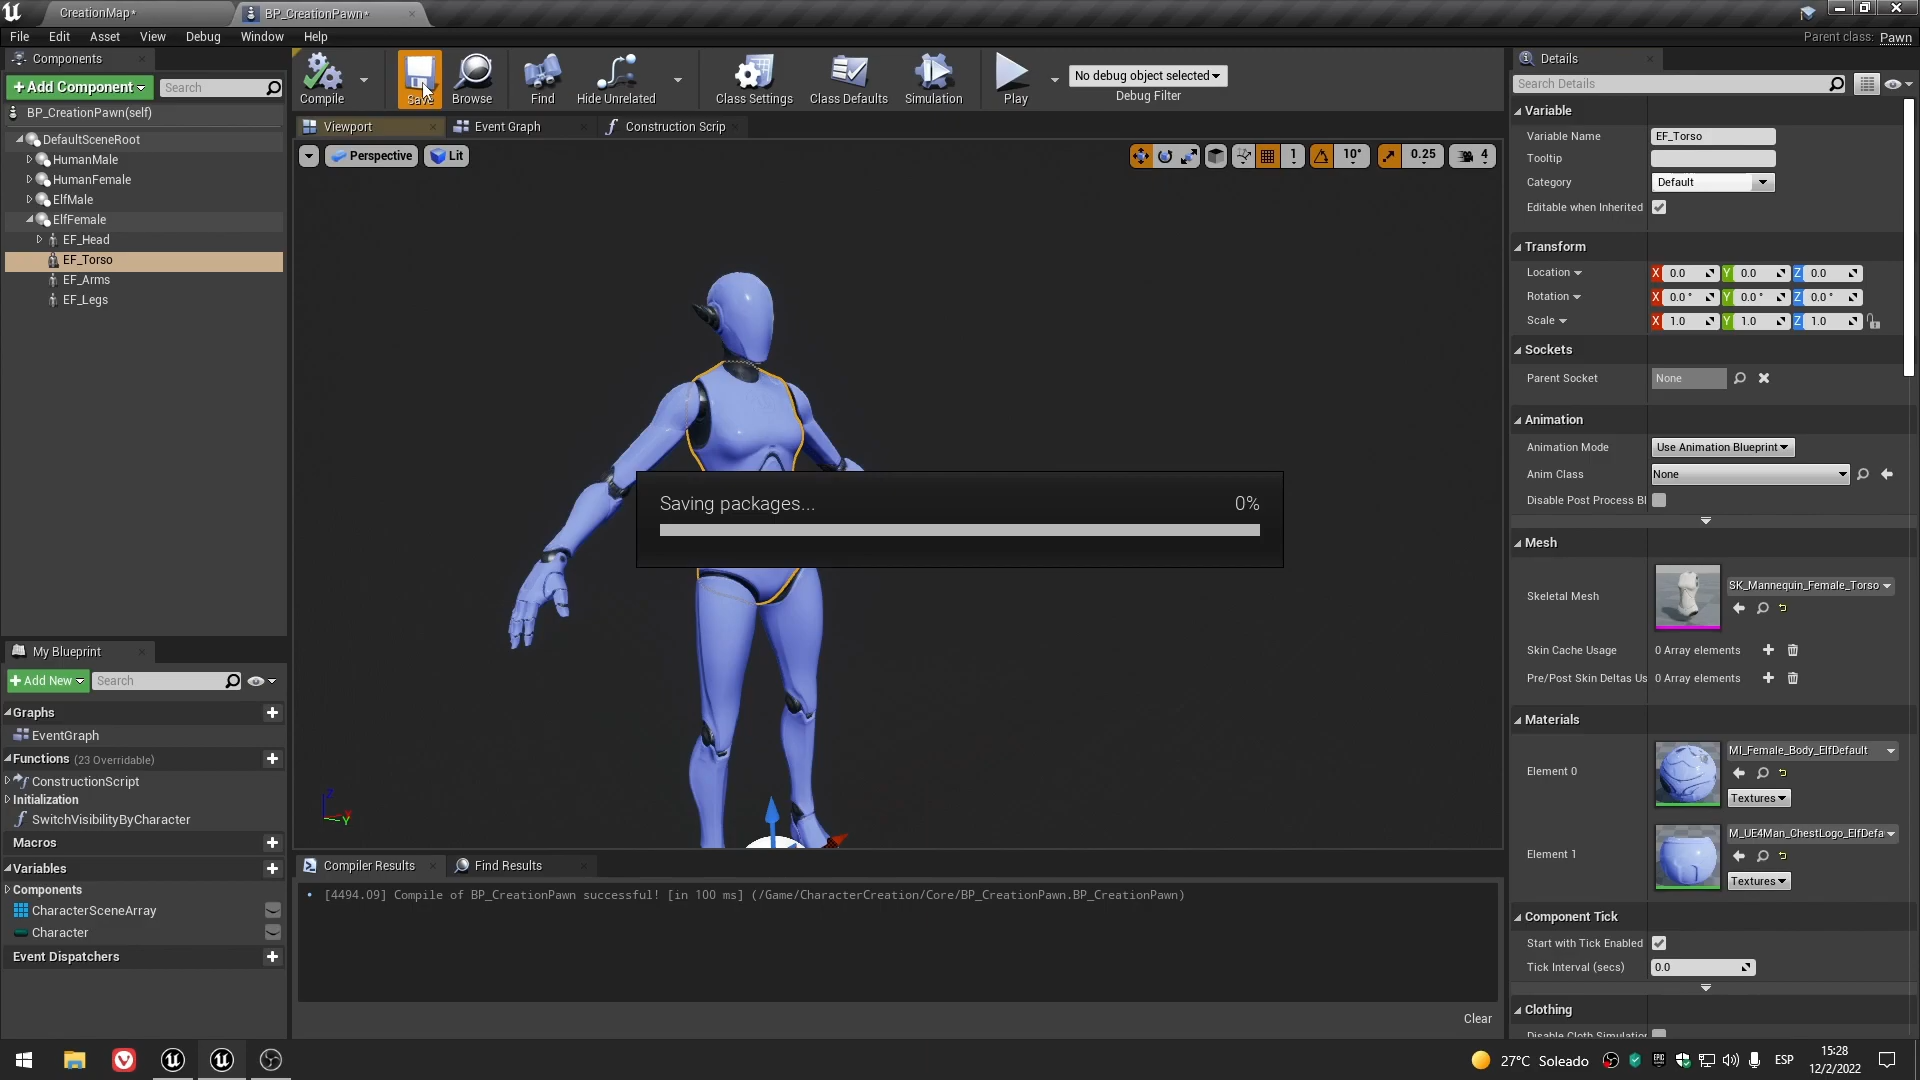 CreationMap*
BP_CreationPawn*
File Edit Asset View Debug Window Help
Parent class: Pawn
Components
Add Component
Search
BP_CreationPawn(self)
DefaultSceneRoot
HumanMale
HumanFemale
ElfMale
ElfFemale
EF_Head
EF_Torso
EF_Arms
EF_Legs
Compile
Save
Browse
Find
Hide Unrelated
Class Settings
Class Defaults
Simulation
Play
No debug object selected
Debug Filter
Viewport
Event Graph
Construction Scrip
Perspective
Lit
1
10°
0.25
4
Z
Y
Saving packages...
0%
My Blueprint
Add New
Search
Graphs
EventGraph
Functions (23 Overridable)
ConstructionScript
Initialization
SwitchVisibilityByCharacter
Macros
Variables
Components
CharacterSceneArray
Character
Event Dispatchers
Compiler Results
Find Results
[4494.09] Compile of BP_CreationPawn successful! [in 100 ms] (/Game/CharacterCreation/Core/BP_CreationPawn.BP_CreationPawn)
Clear
Details
Search Details
Variable
Variable Name EF_Torso
Tooltip
Category Default
Editable when Inherited
Transform
Location X 0.0 Y 0.0 Z 0.0
Rotation X 0.0 ° Y 0.0 ° Z 0.0 °
Scale X 1.0 Y 1.0 Z 1.0
Sockets
Parent Socket None
Animation
Animation Mode Use Animation Blueprint
Anim Class None
Disable Post Process Bl
Mesh
Skeletal Mesh SK_Mannequin_Female_Torso
Skin Cache Usage 0 Array elements
Pre/Post Skin Deltas Us 0 Array elements
Materials
Element 0 MI_Female_Body_ElfDefault
Textures
Element 1 M_UE4Man_ChestLogo_ElfDefa
Textures
Component Tick
Start with Tick Enabled
Tick Interval (secs) 0.0
Clothing
Disable Cloth Simulation
27°C Soleado
EPIC
ESP
15:28
12/2/2022